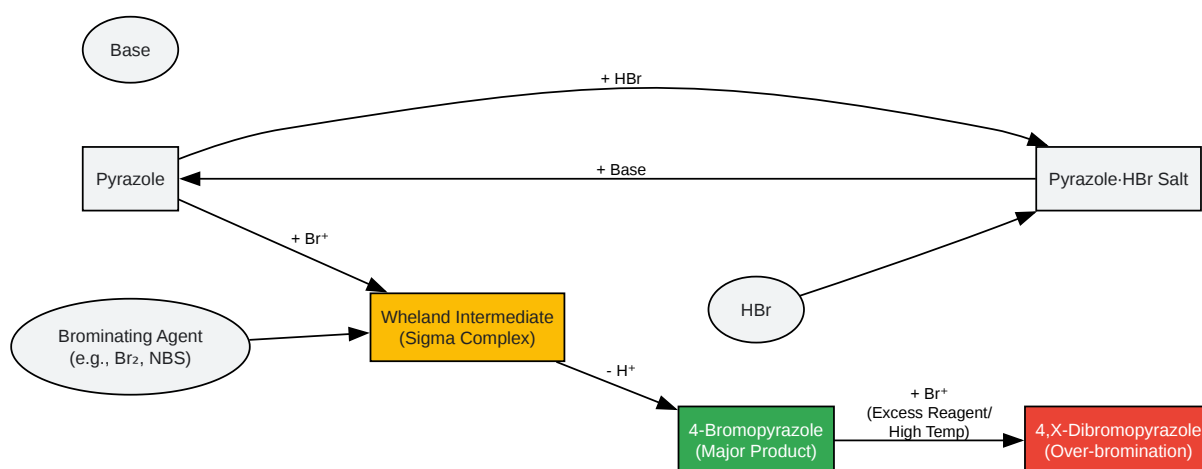 Base
+ HBr
Pyrazole
+ Base
Pyrazole·HBr Salt
+ Br⁺
Brominating Agent
(e.g., Br₂, NBS)
Wheland Intermediate
(Sigma Complex)
HBr
- H⁺
4-Bromopyrazole
(Major Product)
+ Br⁺
(Excess Reagent/
High Temp)
4,X-Dibromopyrazole
(Over-bromination)